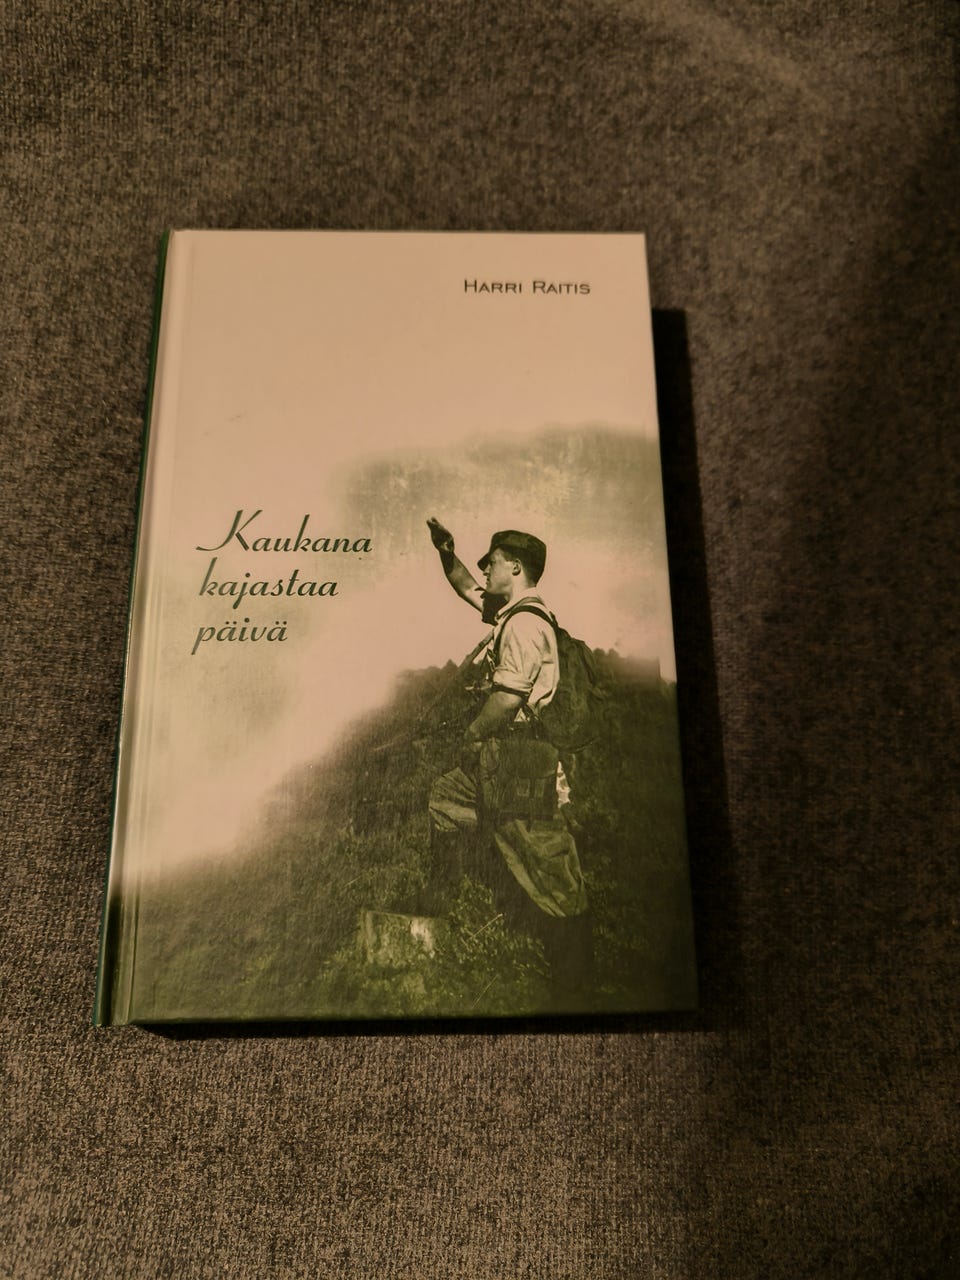 HARRI RAITIS
Kaukana
kajastaa
päivä